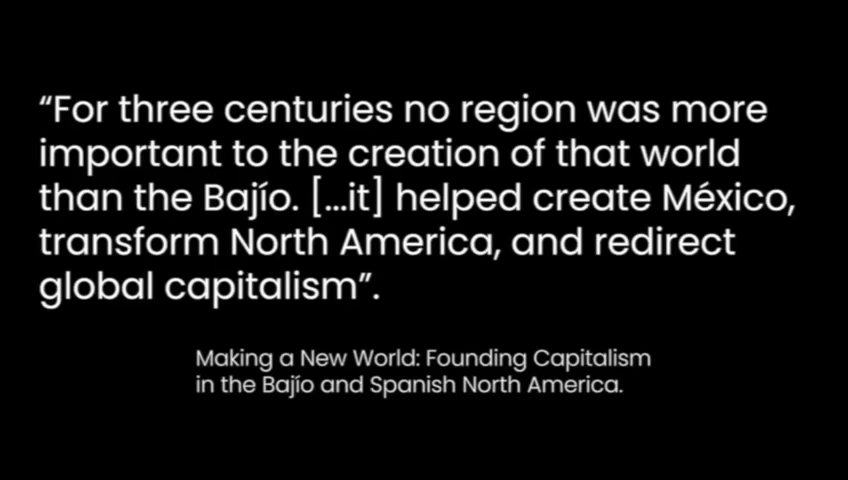 “For three centuries no region was more
important to the creation of that world
than the Bajío. [...it] helped create México,
transform North America, and redirect
global capitalism”.
Making a New World: Founding Capitalism
in the Bajío and Spanish North America.